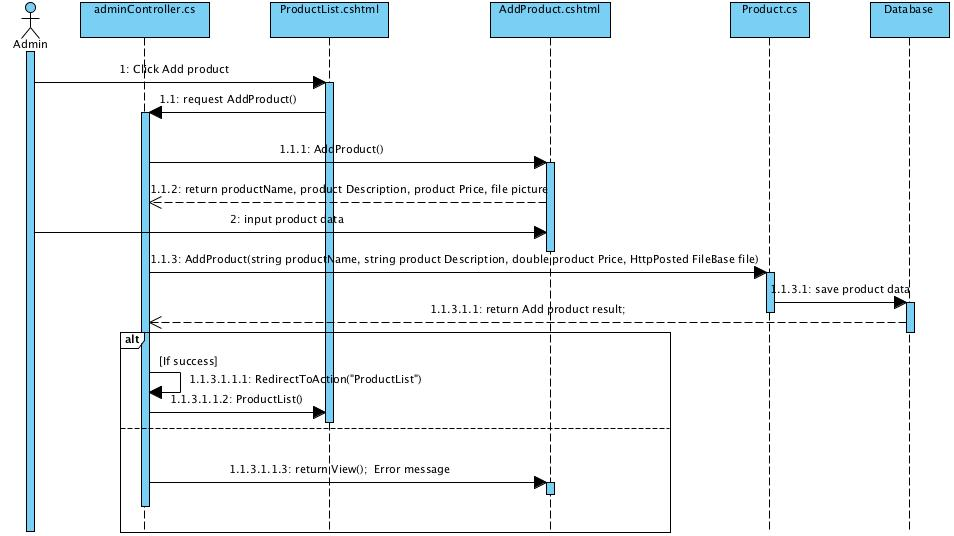 adminController.cs
ProductList.cshtml
AddProduct.cshtml
Product.cs
Database
Admin
1: Click Add product
1.1: request AddProduct()
1.1.1: AddProduct()
1.1.2: return productName, product Description, product Price, file picture
2: input product data
1.1.3: AddProduct(string productName, string product Description, double product Price, HttpPosted FileBase file)
1.1.3.1: save product data
1.1.3.1.1: return Add product result;
alt
[If success]
1.1.3.1.1.1: RedirectToAction("ProductList")
1.1.3.1.1.2: ProductList()
1.1.3.1.1.3: return View(); Error message